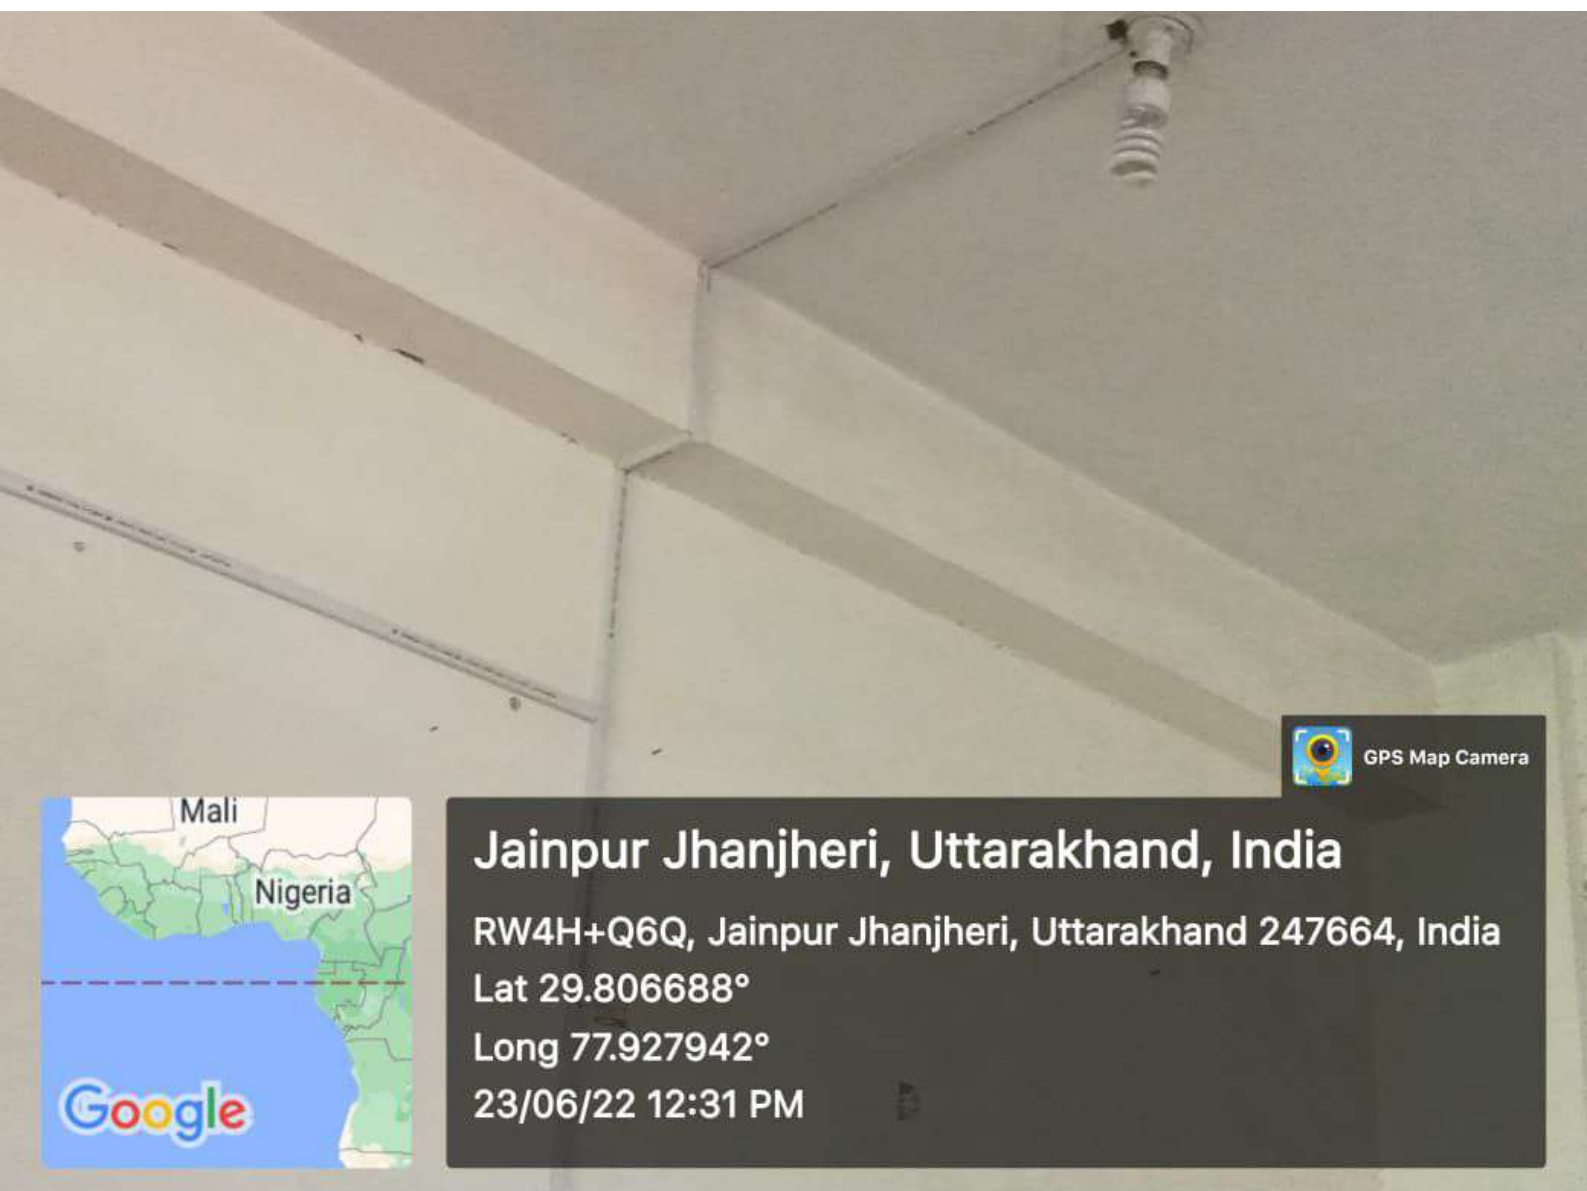 GPS Map Camera
Mali
Nigeria
Google
Jainpur Jhanjheri, Uttarakhand, India
RW4H+Q6Q, Jainpur Jhanjheri, Uttarakhand 247664, India
Lat 29.806688°
Long 77.927942°
23/06/22 12:31 PM